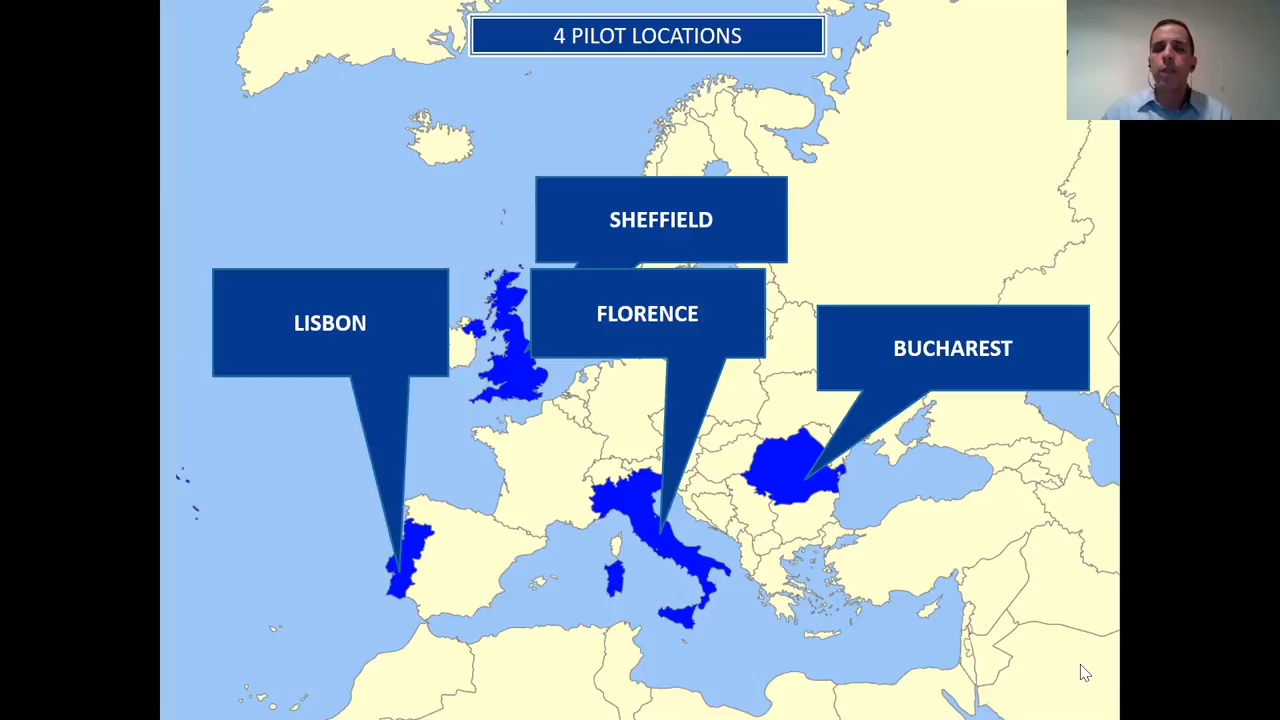 4 PILOT LOCATIONS
SHEFFIELD
LISBON
FLORENCE
BUCHAREST